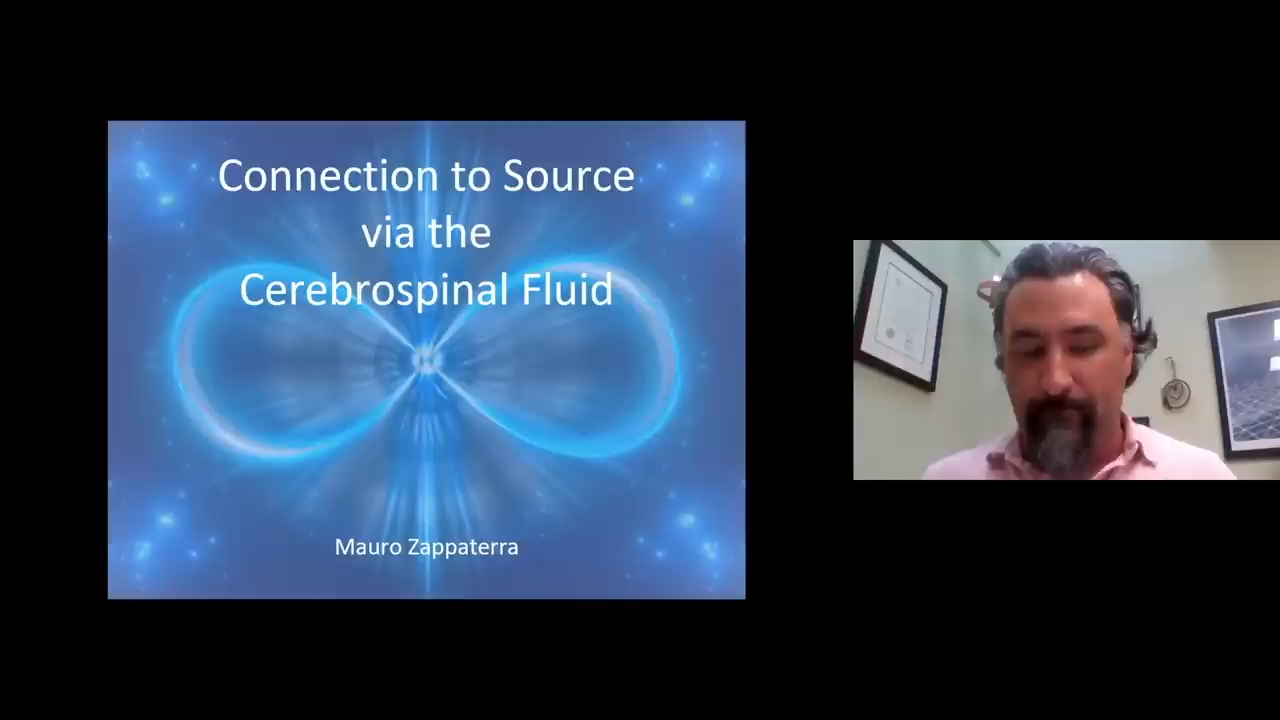 Connection to Source
via the
Cerebrospinal Fluid
Mauro Zappaterra